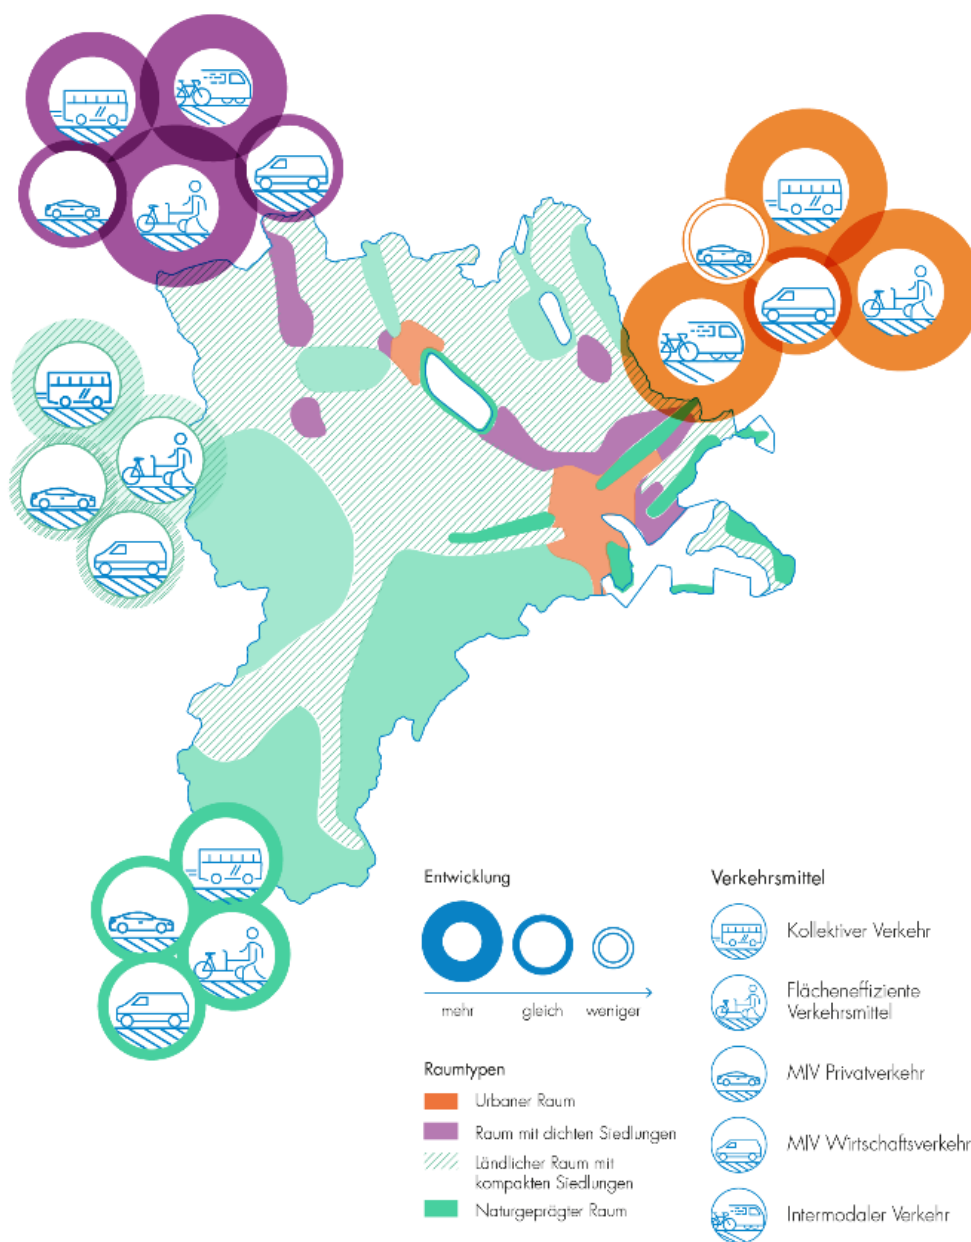 Entwicklung
mehr
gleich
weniger
Raumtypen
Urbaner Raum
Raum mit dichten Siedlungen
Ländlicher Raum mit
kompakten Siedlungen
Naturgeprägter Raum
Verkehrsmittel
Kollektiver Verkehr
Flächeneffiziente
Verkehrsmittel
MIV Privatverkehr
MIV Wirtschaftsverkehr
Intermodaler Verkehr